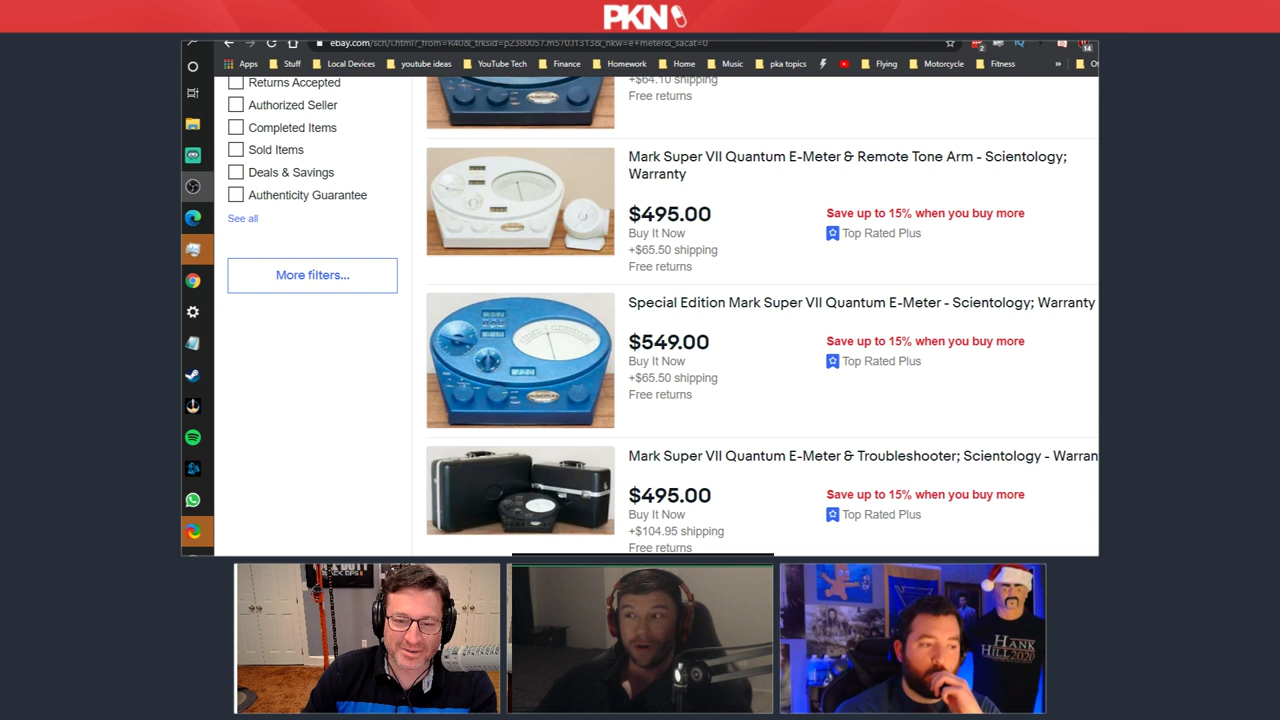 PKN
ebay.com/sch/i.html?_from=R40&_trksid=p2380057.m570.l1313&_nkw=e+meter&_sacat=0
2
14
Apps
Stuff
Local Devices
youtube ideas
YouTube Tech
Finance
Homework
Home
Music
pka topics
Flying
Motorcycle
Fitness
»
Returns Accepted
Authorized Seller
Completed Items
Sold Items
Deals & Savings
Authenticity Guarantee
See all
More filters...
+$64.10 shipping
Free returns
Mark Super VII Quantum E-Meter & Remote Tone Arm - Scientology;
Warranty
$495.00
Buy It Now
+$65.50 shipping
Free returns
Save up to 15% when you buy more
Top Rated Plus
Special Edition Mark Super VII Quantum E-Meter - Scientology; Warranty
$549.00
Buy It Now
+$65.50 shipping
Free returns
Save up to 15% when you buy more
Top Rated Plus
Mark Super VII Quantum E-Meter & Troubleshooter; Scientology - Warran
$495.00
Buy It Now
+$104.95 shipping
Free returns
Save up to 15% when you buy more
Top Rated Plus
HANK
HILL 2020